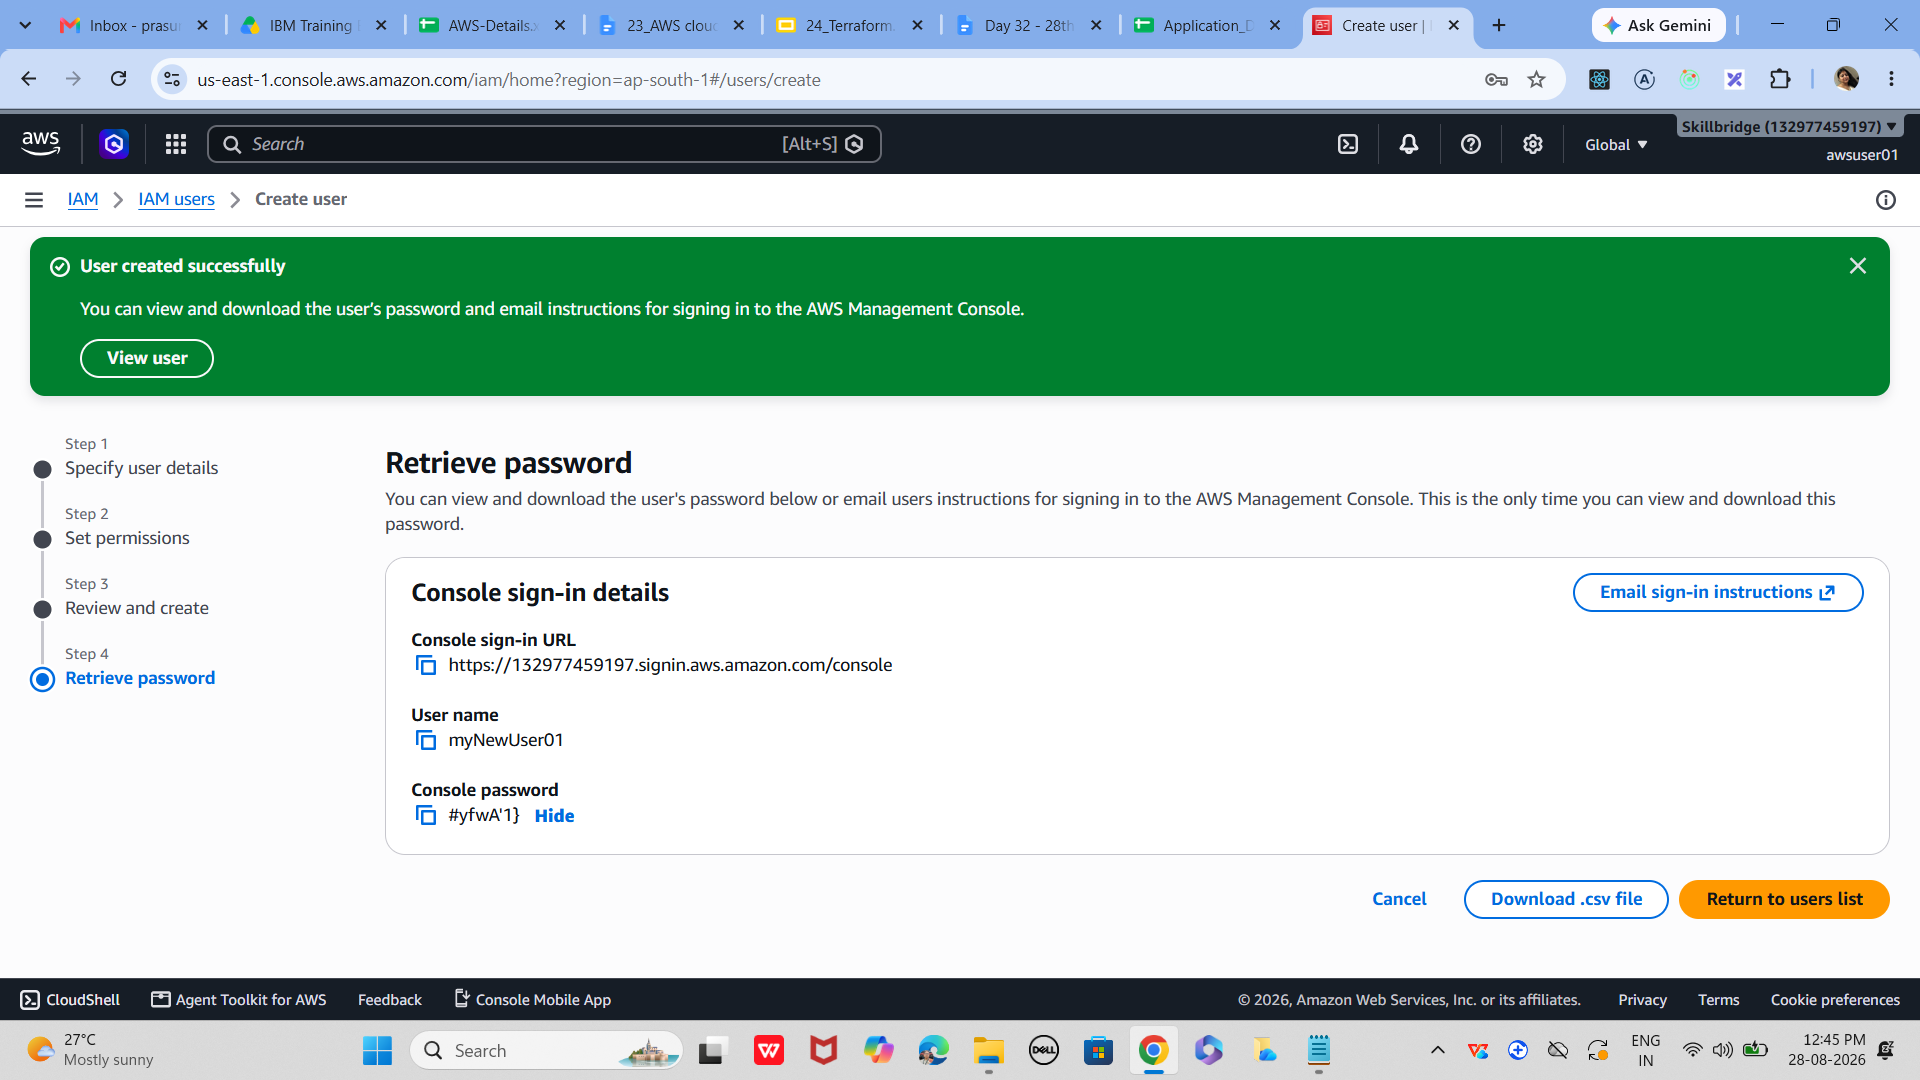 Inbox - prasu
IBM Training
AWS-Details.x
23_AWS clou
24_Terraform.
Day 32 - 28th
Application_D
Create user |
Ask Gemini
us-east-1.console.aws.amazon.com/iam/home?region=ap-south-1#/users/create
aws
Search
[Alt+S]
Global
Skillbridge (132977459197)
awsuser01
IAM
IAM users
Create user
User created successfully
You can view and download the user’s password and email instructions for signing in to the AWS Management Console.
View user
Step 1
Specify user details
Step 2
Set permissions
Step 3
Review and create
Step 4
Retrieve password
Retrieve password
You can view and download the user's password below or email users instructions for signing in to the AWS Management Console. This is the only time you can view and download this
password.
Console sign-in details
Email sign-in instructions
Console sign-in URL
https://132977459197.signin.aws.amazon.com/console
User name
myNewUser01
Console password
#yfwA'1} Hide
Cancel
Download .csv file
Return to users list
CloudShell
Agent Toolkit for AWS
Feedback
Console Mobile App
© 2026, Amazon Web Services, Inc. or its affiliates.
Privacy
Terms
Cookie preferences
27°C
Mostly sunny
Search
DELL
ENG
IN
12:45 PM
28-08-2026